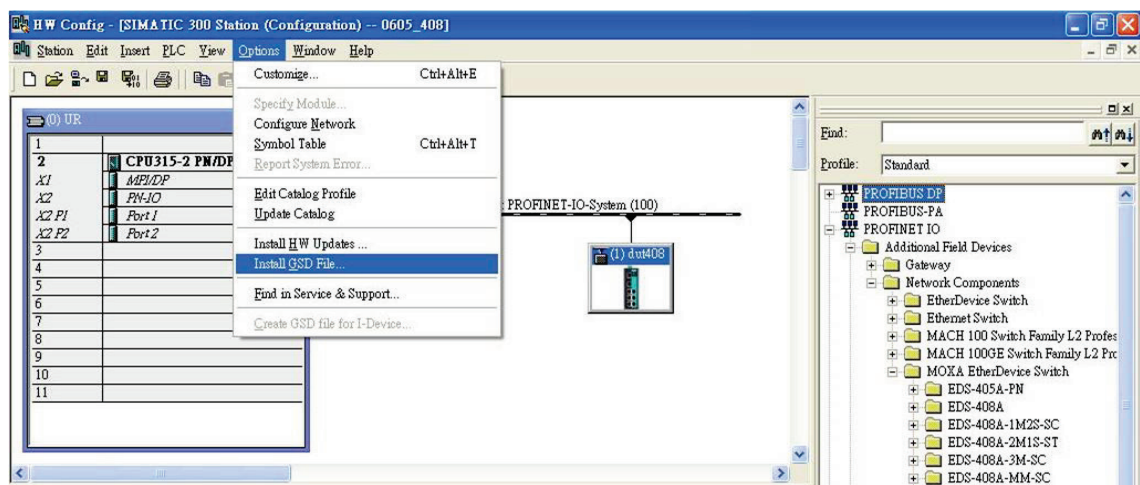 HW Config - [SIMATIC 300 Station (Configuration) -- 0605_408]
Station Edit Insert PLC View Options Window Help
Customize... Ctrl+Alt+E
Specify Module...
Configure Network
Symbol Table Ctrl+Alt+T
Report System Error...
Edit Catalog Profile
Update Catalog
Install HW Updates ...
Install GSD File...
Find in Service & Support...
Create GSD file for I-Device...
(0) UR
1
2 CPU315-2 PN/DP
X1 MPI/DP
X2 PN-IO
X2 P1 Port 1
X2 P2 Port 2
3
4
5
6
7
8
9
10
11
PROFINET-IO-System (100)
(1) dut408
Find:
Profile: Standard
PROFIBUS DP
PROFIBUS-PA
PROFINET IO
Additional Field Devices
Gateway
Network Components
EtherDevice Switch
Ethernet Switch
MACH 100 Switch Family L2 Profes
MACH 100GE Switch Family L2 Prc
MOXA EtherDevice Switch
EDS-405A-PN
EDS-408A
EDS-408A-1M2S-SC
EDS-408A-2M1S-ST
EDS-408A-3M-SC
EDS-408A-MM-SC